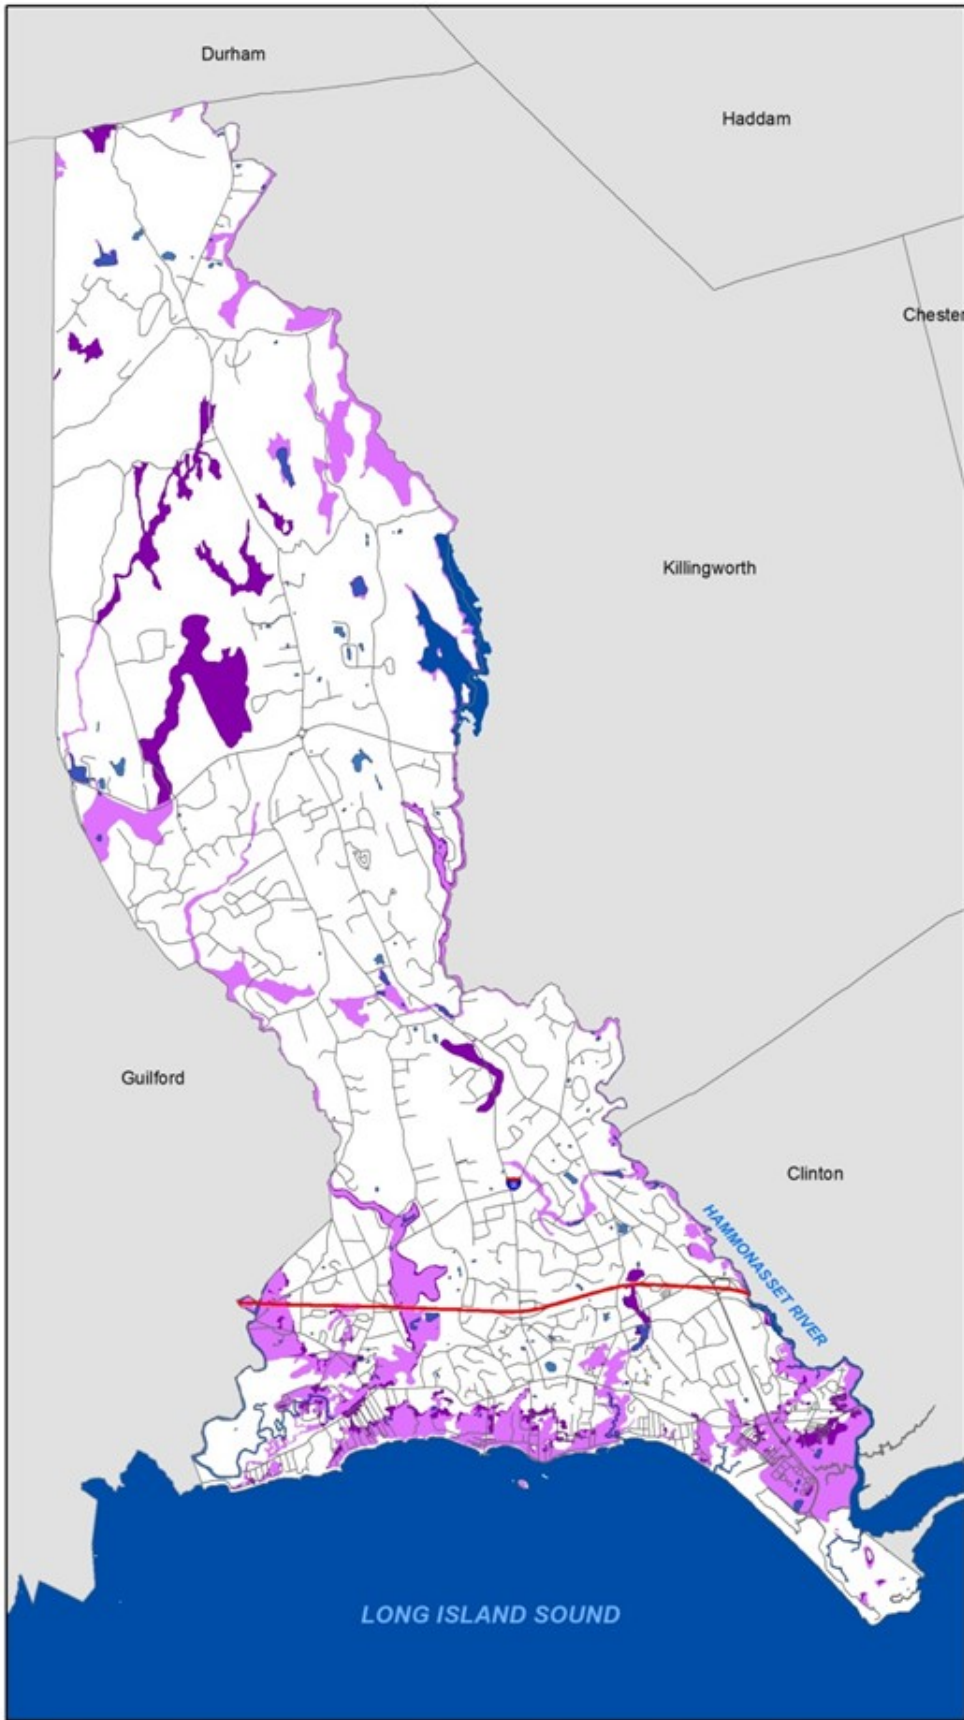 Durham
Haddam
Chester
Killingworth
Guilford
Clinton
HAMMONASSET RIVER
LONG ISLAND SOUND